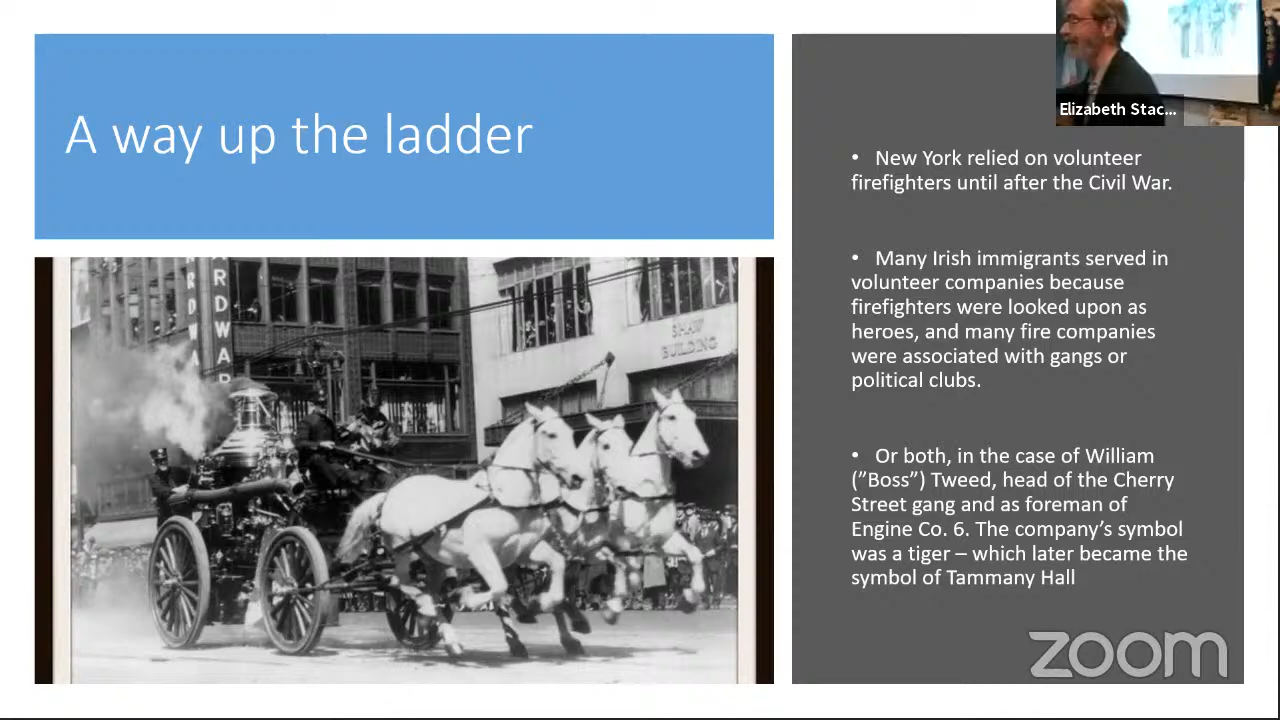 A way up the ladder
Elizabeth Stac...
• New York relied on volunteer
firefighters until after the Civil War.
• Many Irish immigrants served in
volunteer companies because
firefighters were looked upon as
heroes, and many fire companies
were associated with gangs or
political clubs.
• Or both, in the case of William
(”Boss”) Tweed, head of the Cherry
Street gang and as foreman of
Engine Co. 6. The company’s symbol
was a tiger – which later became the
symbol of Tammany Hall
RDWAR
SHAW
BUILDING
zoom